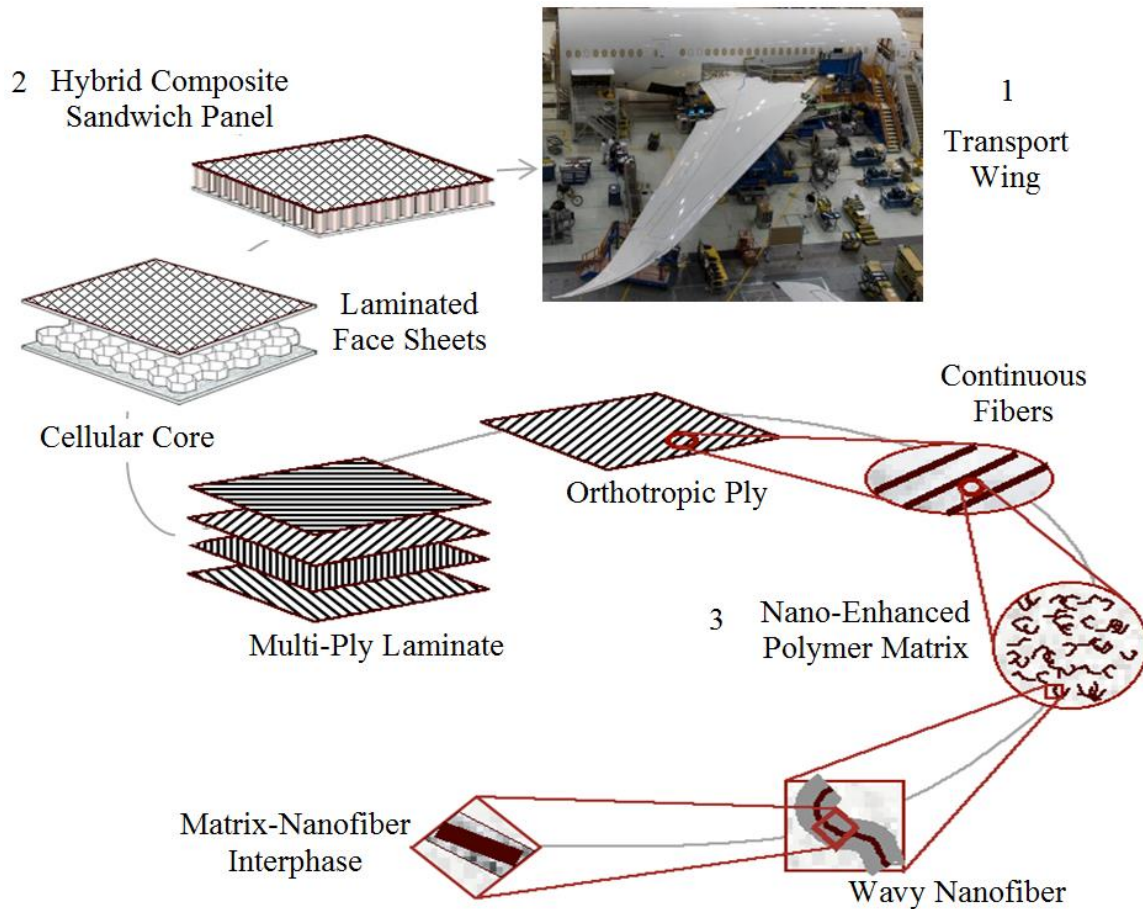 2 Hybrid Composite
Sandwich Panel
1
Transport
Wing
Laminated
Face Sheets
Cellular Core
Continuous
Fibers
Orthotropic Ply
Multi-Ply Laminate
3 Nano-Enhanced
Polymer Matrix
Matrix-Nanofiber
Interphase
Wavy Nanofiber